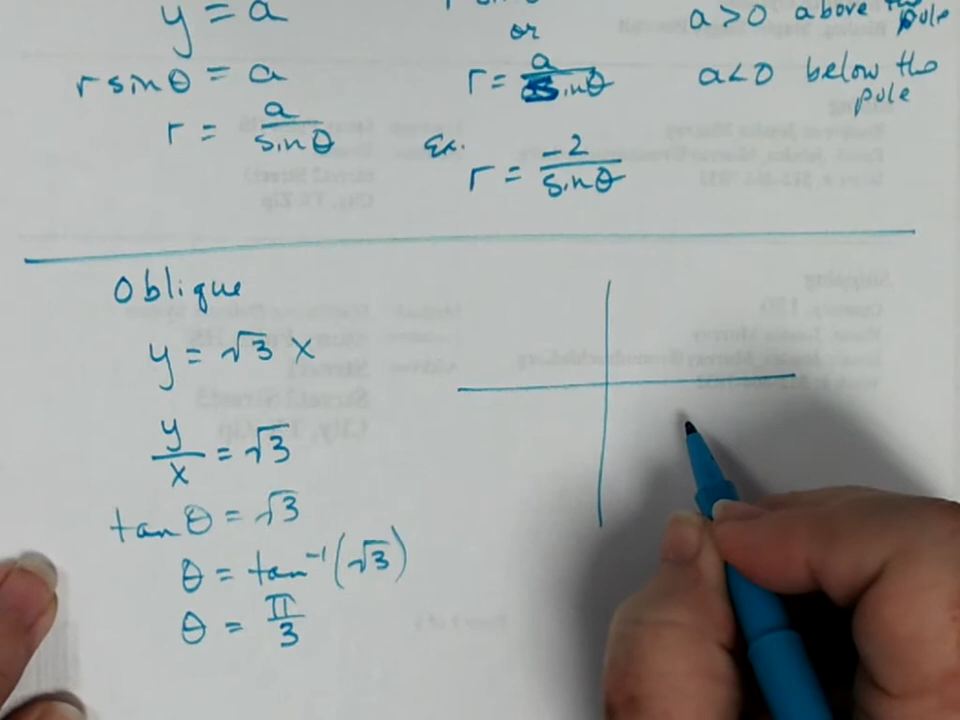 y = a
or
a > 0 above the pole
r sin θ = a
r = a / sin θ
a < 0 below the pole
r = a / sin θ
Ex.
r = -2 / sin θ
Oblique
y = √3 x
y / x = √3
tan θ = √3
θ = tan⁻¹(√3)
θ = π / 3